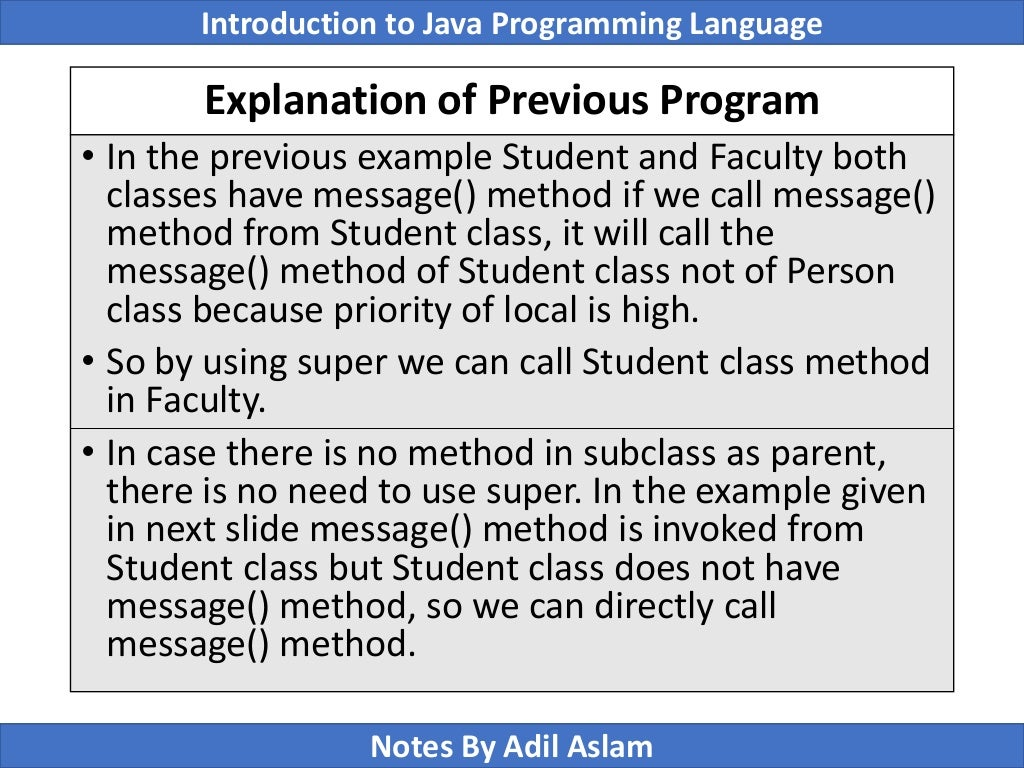 Introduction to Java Programming Language
Explanation of Previous Program
• In the previous example Student and Faculty both
classes have message() method if we call message()
method from Student class, it will call the
message() method of Student class not of Person
class because priority of local is high.
• So by using super we can call Student class method
in Faculty.
• In case there is no method in subclass as parent,
there is no need to use super. In the example given
in next slide message() method is invoked from
Student class but Student class does not have
message() method, so we can directly call
message() method.
Notes By Adil Aslam